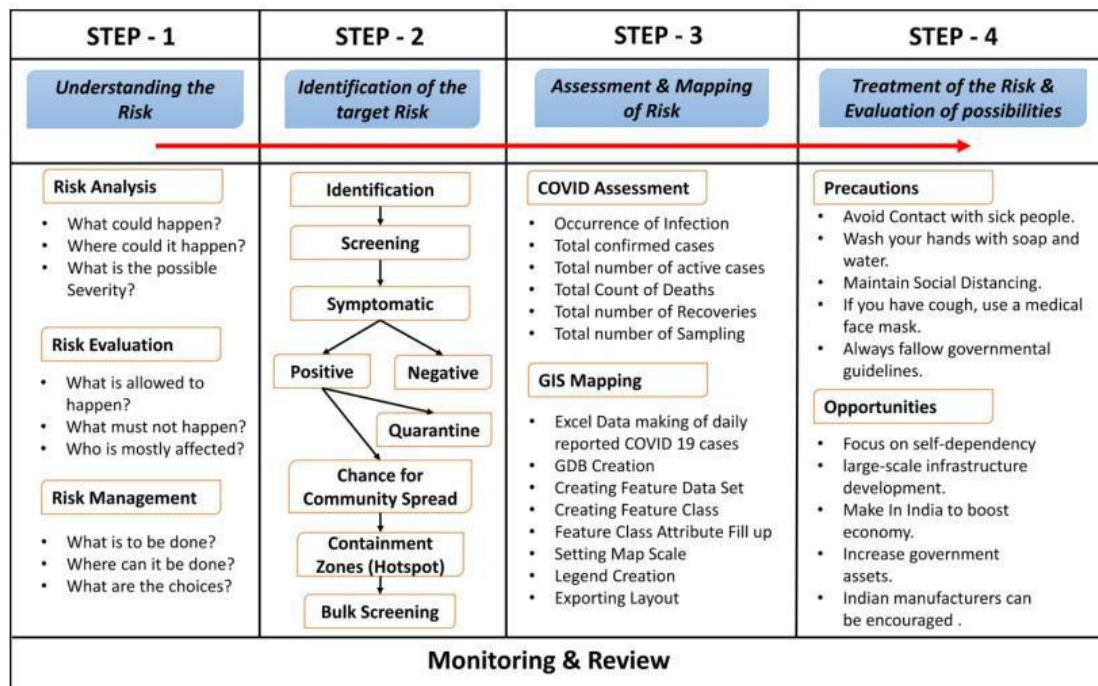 STEP - 1
STEP - 2
STEP - 3
STEP - 4
Understanding the
Risk
Identification of the
target Risk
Assessment & Mapping
of Risk
Treatment of the Risk &
Evaluation of possibilities
Risk Analysis
• What could happen?
• Where could it happen?
• What is the possible
Severity?
Risk Evaluation
• What is allowed to
happen?
• What must not happen?
• Who is mostly affected?
Risk Management
• What is to be done?
• Where can it be done?
• What are the choices?
Identification
Screening
Symptomatic
Positive
Negative
Quarantine
Chance for
Community Spread
Containment
Zones (Hotspot)
Bulk Screening
COVID Assessment
• Occurrence of Infection
• Total confirmed cases
• Total number of active cases
• Total Count of Deaths
• Total number of Recoveries
• Total number of Sampling
GIS Mapping
• Excel Data making of daily
reported COVID 19 cases
• GDB Creation
• Creating Feature Data Set
• Creating Feature Class
• Feature Class Attribute Fill up
• Setting Map Scale
• Legend Creation
• Exporting Layout
Precautions
• Avoid Contact with sick people.
• Wash your hands with soap and
water.
• Maintain Social Distancing.
• If you have cough, use a medical
face mask.
• Always fallow governmental
guidelines.
Opportunities
• Focus on self-dependency
• large-scale infrastructure
development.
• Make In India to boost
economy.
• Increase government
assets.
• Indian manufacturers can
be encouraged .
Monitoring & Review